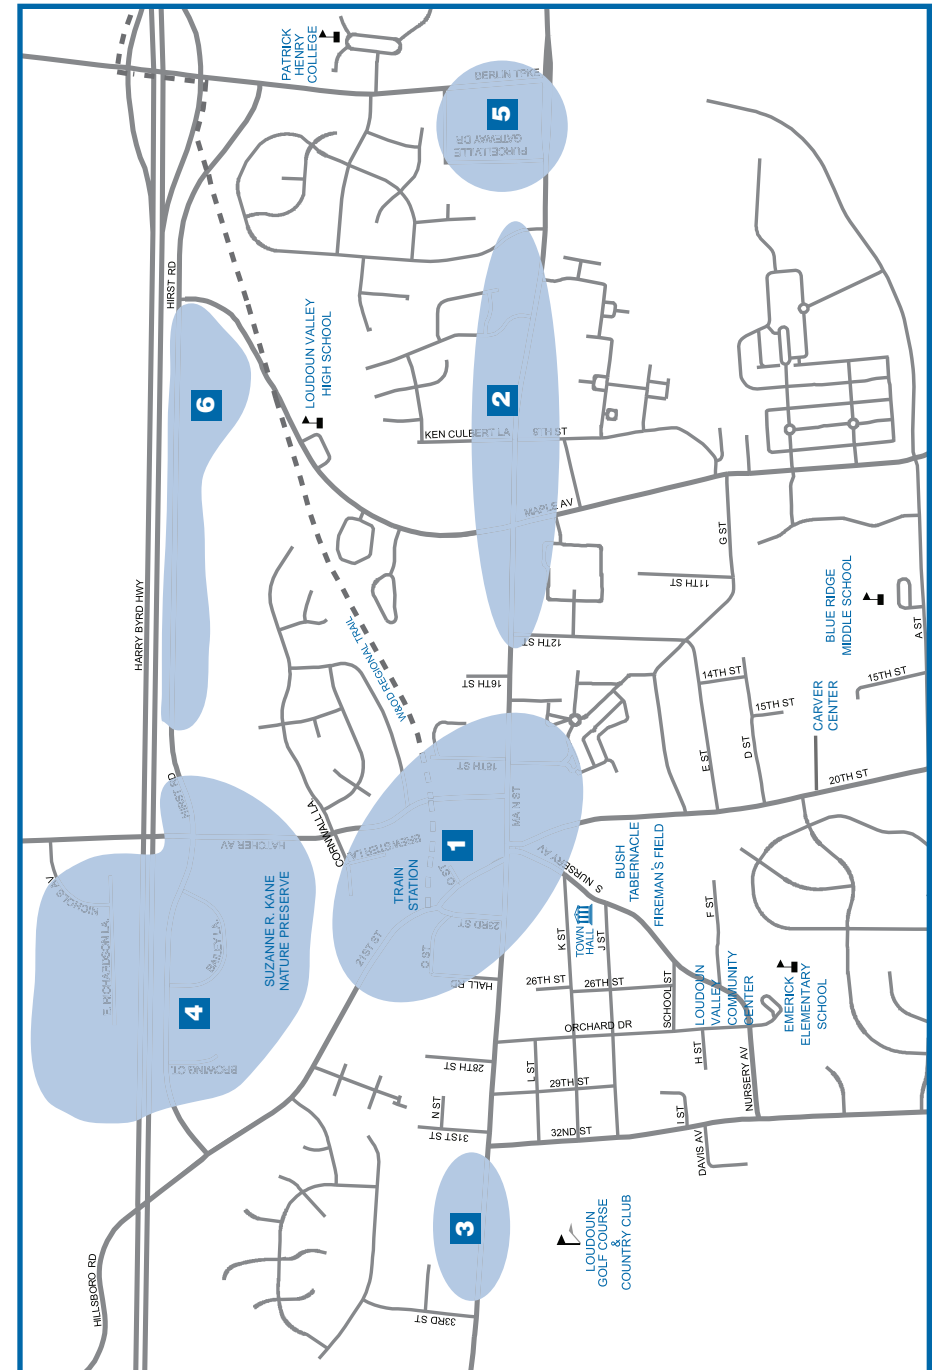 PATRICK
HENRY
COLLEGE
BERLIN TPKE
5
PURCELLVILLE
GATEWAY DR
HIRST RD
LOUDOUN VALLEY
HIGH SCHOOL
6
2
KEN CULBERT LA
5TH ST
MAPLE AV
G ST
11TH ST
HARRY BYRD HWY
W&OD REGIONAL TRAIL
12TH ST
BLUE RIDGE
MIDDLE SCHOOL
A ST
16TH ST
14TH ST
15TH ST
15TH ST
CARVER
CENTER
E ST
D ST
20TH ST
18TH ST
MAIN ST
HIRST RD
HATCHER AV
CORNWALL LA
BREWSTER LA
1
O ST
TRAIN
STATION
S NURSERY AV
BUSH
TABERNACLE
FIREMAN'S FIELD
NICHOLS AV
E RICHARDSON LA
BAILEY LA
SUZANNE R. KANE
NATURE PRESERVE
21ST ST
23RD ST
O ST
HALL RD
K ST
TOWN
HALL
J ST
F ST
26TH ST
26TH ST
SCHOOL ST
LOUDOUN
VALLEY
COMMUNITY
CENTER
EMERICK
ELEMENTARY
SCHOOL
4
BROWNING CT
ORCHARD DR
28TH ST
L ST
29TH ST
H ST
NURSERY AV
N ST
31ST ST
32ND ST
I ST
DAVIS AV
3
LOUDOUN
GOLF COURSE
&
COUNTRY CLUB
HILLSBORO RD
33RD ST